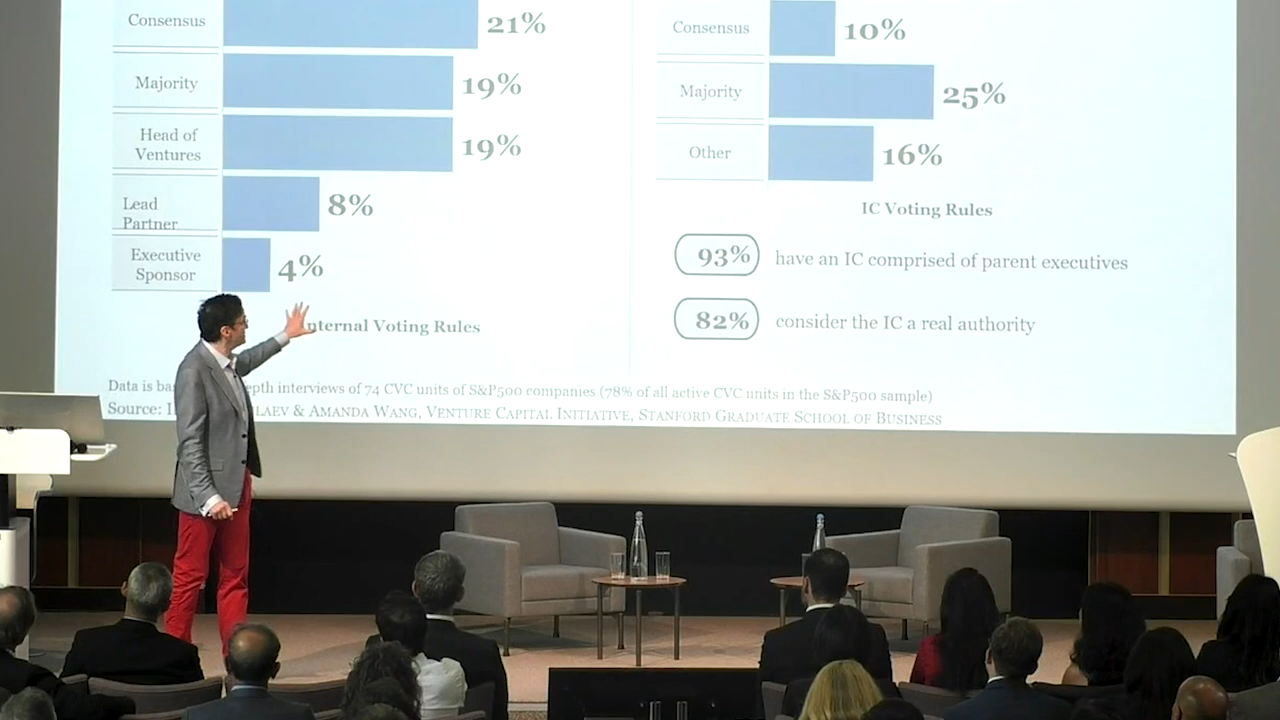 Consensus 21%
Majority 19%
Head of
Ventures 19%
Lead
Partner 8%
Executive
Sponsor 4%
nternal Voting Rules
Consensus 10%
Majority 25%
Other 16%
IC Voting Rules
93% have an IC comprised of parent executives
82% consider the IC a real authority
Data is ba epth interviews of 74 CVC units of S&P500 companies (78% of all active CVC units in the S&P500 sample)
Source: I LAEV & AMANDA WANG, VENTURE CAPITAL INITIATIVE, STANFORD GRADUATE SCHOOL OF BUSINESS